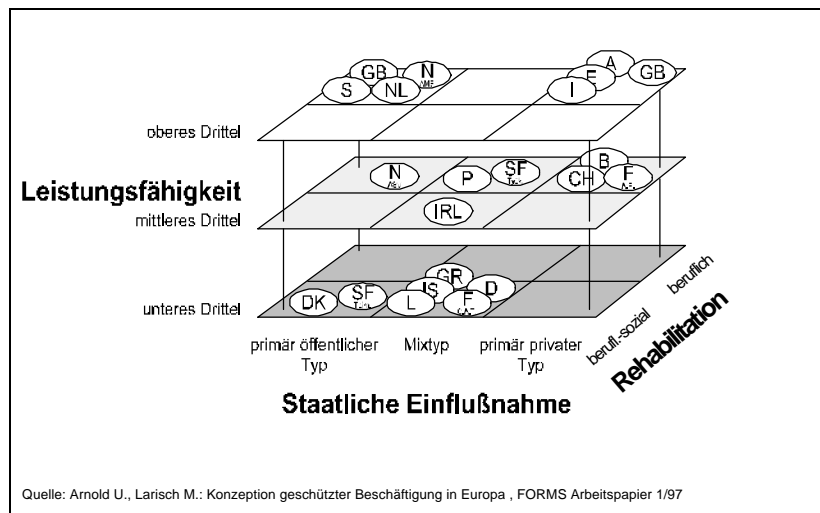 GB N A
AMB E GB
S NL I
oberes Drittel
B
N P SF CH F
Leistungsfähigkeit
IRL
mittleres Drittel
GR
IS D
DK SF L F
unteres Drittel
beruflich
berufl.-sozial
Rehabilitation
primär öffentlicher Mixtyp primär privater
Typ Typ
Staatliche Einflußnahme
Quelle: Arnold U., Larisch M.: Konzeption geschützter Beschäftigung in Europa , FORMS Arbeitspapier 1/97